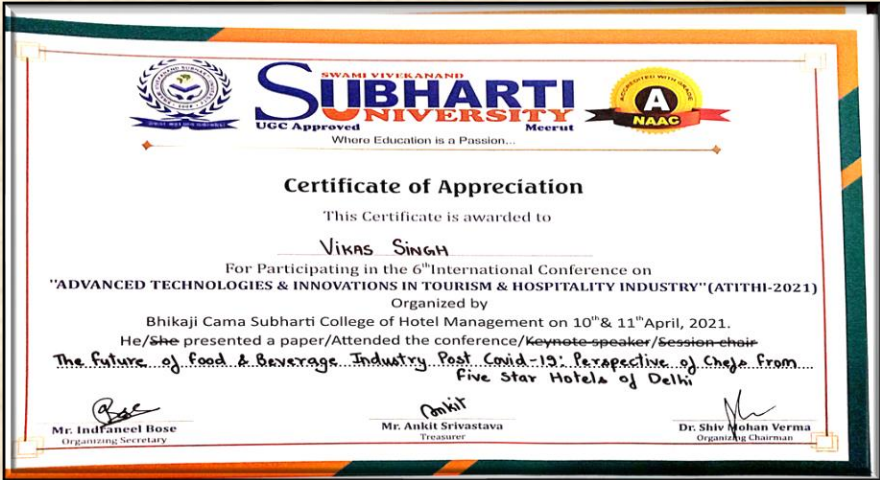 SWAMI VIVEKANAND
SUBHARTI
UNIVERSITY
UGC Approved Meerut
Where Education is a Passion...
ACCREDITED WITH GRADE
A
NAAC
Certificate of Appreciation
This Certificate is awarded to
VIKAS SINGH
For Participating in the 6th International Conference on
"ADVANCED TECHNOLOGIES & INNOVATIONS IN TOURISM & HOSPITALITY INDUSTRY" (ATITHI-2021)
Organized by
Bhikaji Cama Subharti College of Hotel Management on 10th & 11th April, 2021.
He/She presented a paper/Attended the conference/Keynote speaker/Session chair
The future of food & Beverage Industry Post Covid-19: Perspective of Chefs from
five star Hotels of Delhi
Bose
Ankit
Mr. Indraneel Bose
Organizing Secretary
Mr. Ankit Srivastava
Treasurer
Dr. Shiv Mohan Verma
Organizing Chairman